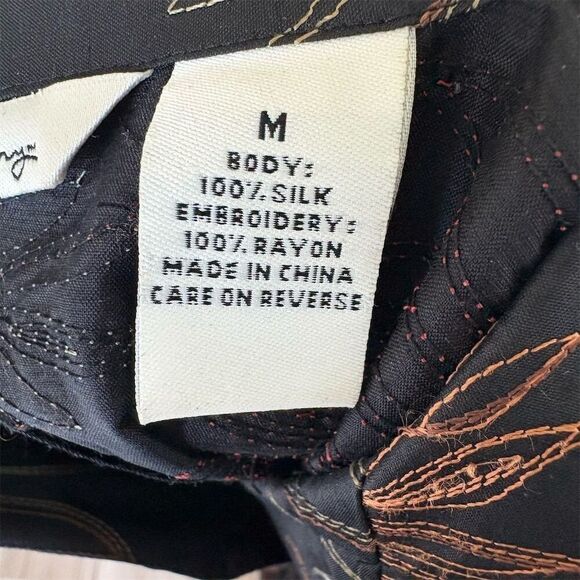 M
BODY:
100% SILK
EMBROIDERY:
100% RAYON
MADE IN CHINA
CARE ON REVERSE